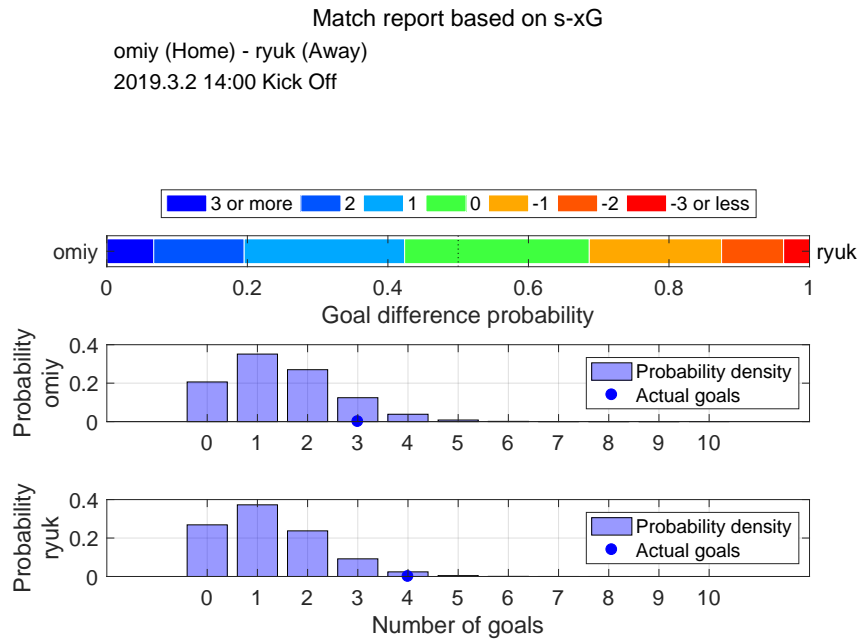 Match report based on s-xG
omiy (Home) - ryuk (Away)
2019.3.2 14:00 Kick Off
3 or more 2 1 0 -1 -2 -3 or less
omiy ryuk
0 0.2 0.4 0.6 0.8 1
Goal difference probability
Probability
omiy
0.4
0.2
0
Probability density
Actual goals
0 1 2 3 4 5 6 7 8 9 10
Probability
ryuk
0.4
0.2
0
Probability density
Actual goals
0 1 2 3 4 5 6 7 8 9 10
Number of goals